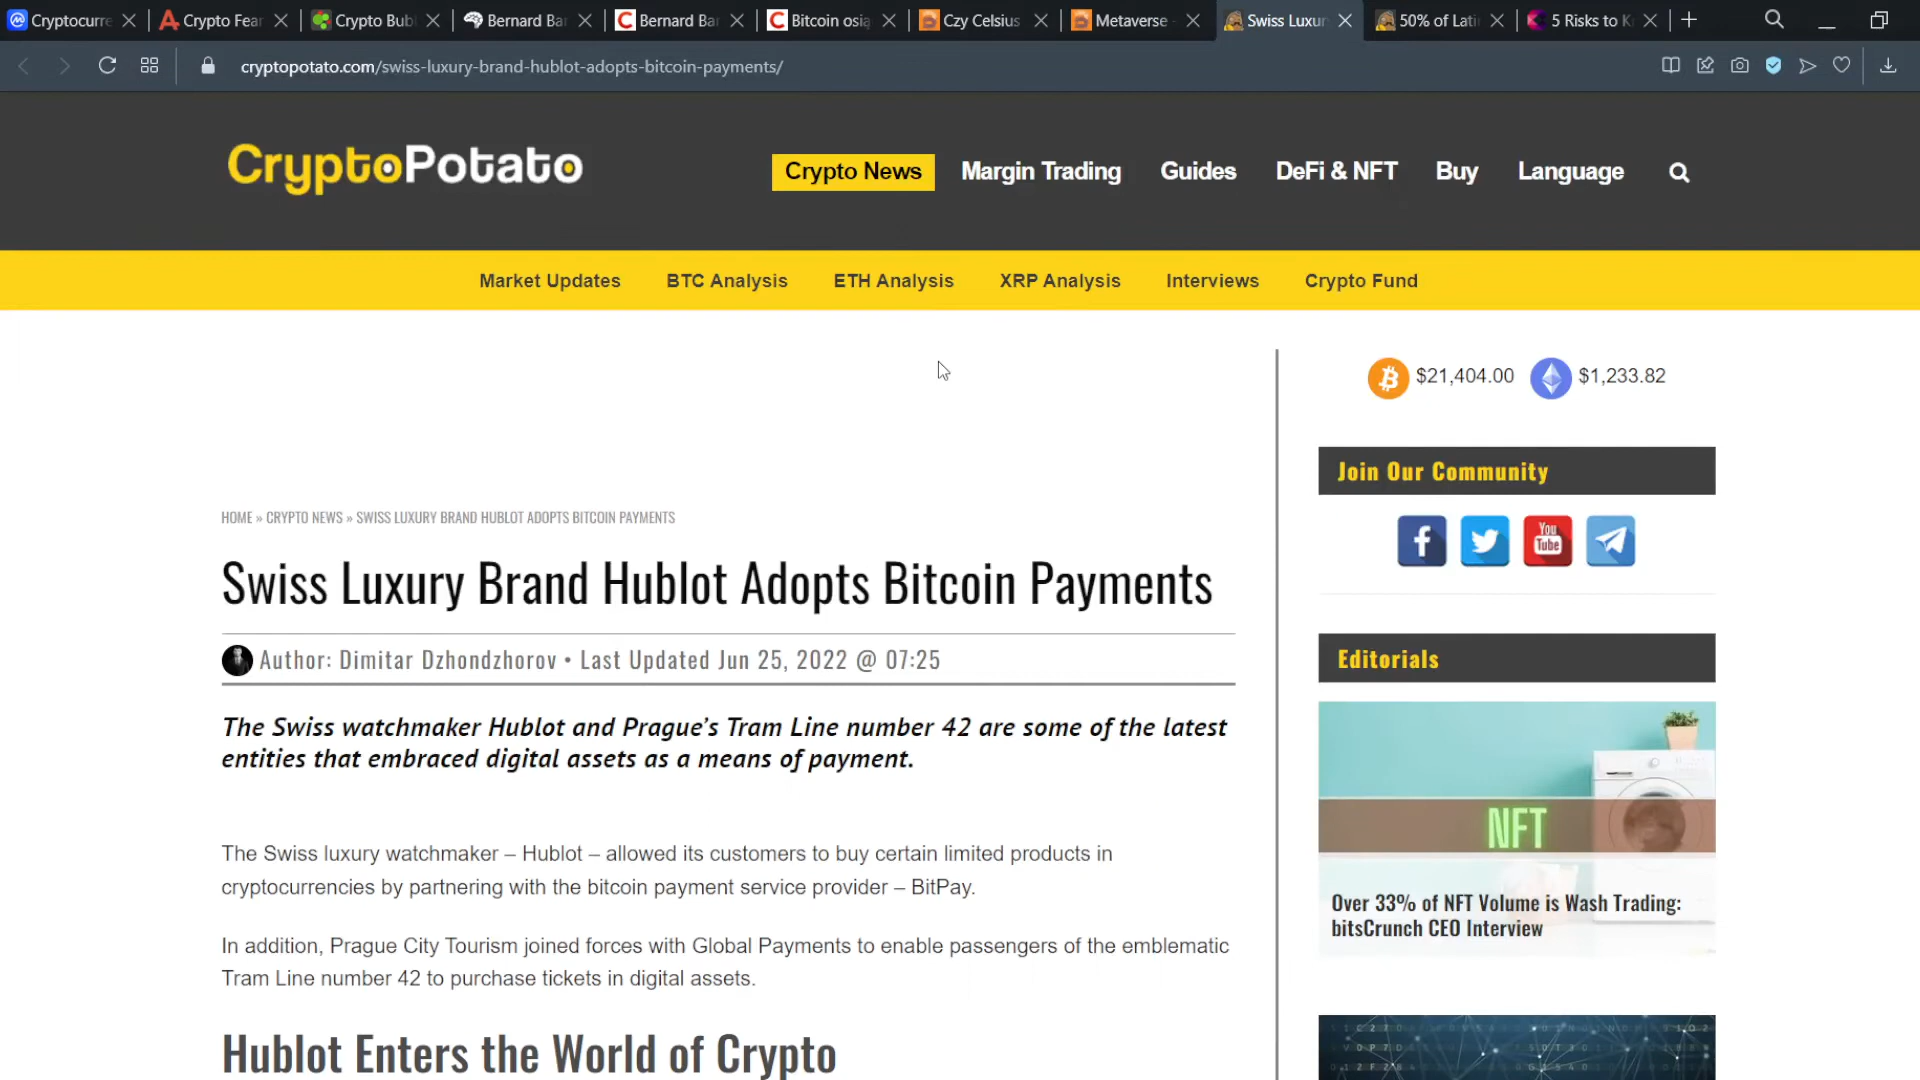 Cryptocurre
Crypto Fear
Crypto Bub
Bernard Ba
Bernard Ba
Bitcoin osią
Czy Celsius
Metaverse -
Swiss Luxur
50% of Lati
5 Risks to K
cryptopotato.com/swiss-luxury-brand-hublot-adopts-bitcoin-payments/
CryptoPotato
Crypto News
Margin Trading
Guides
DeFi & NFT
Buy
Language
Market Updates
BTC Analysis
ETH Analysis
XRP Analysis
Interviews
Crypto Fund
$21,404.00
$1,233.82
HOME » CRYPTO NEWS » SWISS LUXURY BRAND HUBLOT ADOPTS BITCOIN PAYMENTS
Swiss Luxury Brand Hublot Adopts Bitcoin Payments
Author: Dimitar Dzhondzhorov • Last Updated Jun 25, 2022 @ 07:25
The Swiss watchmaker Hublot and Prague’s Tram Line number 42 are some of the latest
entities that embraced digital assets as a means of payment.
The Swiss luxury watchmaker – Hublot – allowed its customers to buy certain limited products in
cryptocurrencies by partnering with the bitcoin payment service provider – BitPay.
In addition, Prague City Tourism joined forces with Global Payments to enable passengers of the emblematic
Tram Line number 42 to purchase tickets in digital assets.
Hublot Enters the World of Crypto
Join Our Community
You
Tube
Editorials
NFT
Over 33% of NFT Volume is Wash Trading:
bitsCrunch CEO Interview